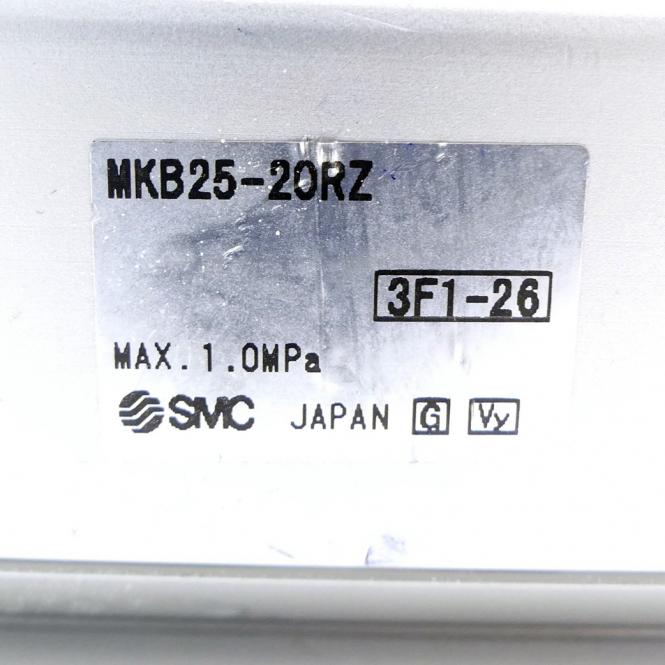 MKB25-20RZ
3F1-26
MAX. 1.0MPa
SMC JAPAN G Vy